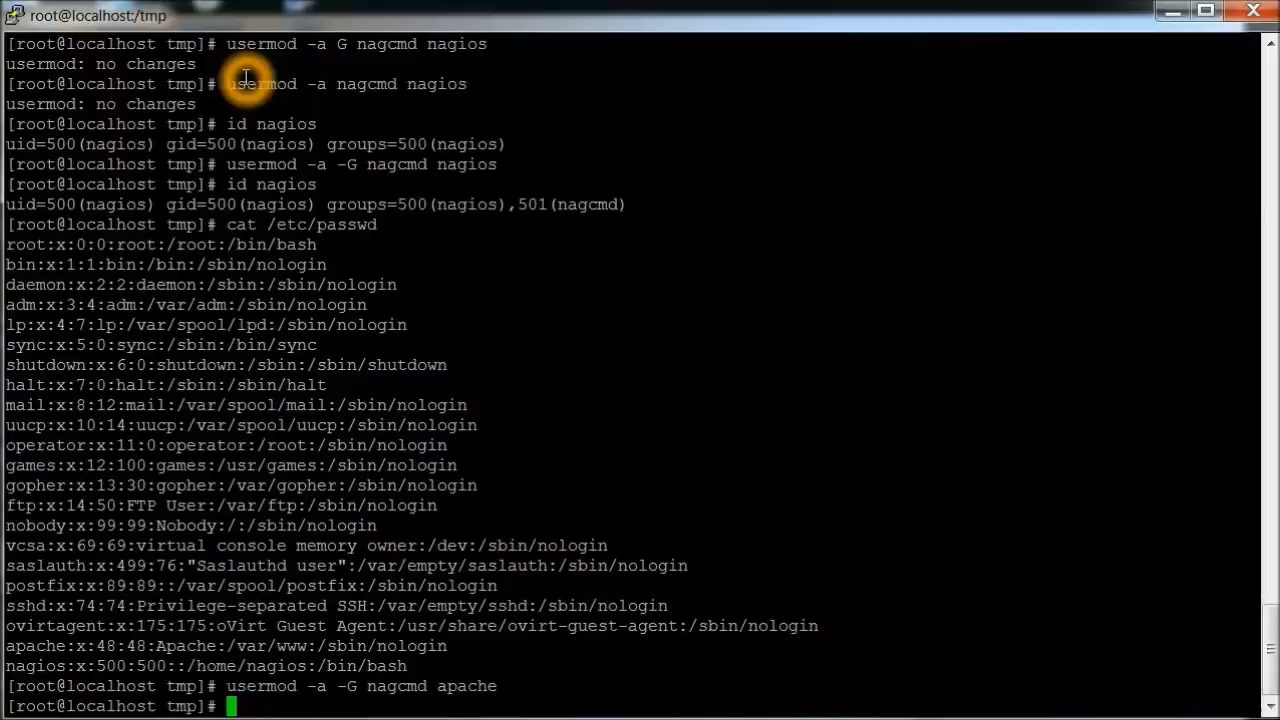 root@localhost:/tmp
[root@localhost tmp]# usermod -a G nagcmd nagios
usermod: no changes
[root@localhost tmp]# usermod -a nagcmd nagios
usermod: no changes
[root@localhost tmp]# id nagios
uid=500(nagios) gid=500(nagios) groups=500(nagios)
[root@localhost tmp]# usermod -a -G nagcmd nagios
[root@localhost tmp]# id nagios
uid=500(nagios) gid=500(nagios) groups=500(nagios),501(nagcmd)
[root@localhost tmp]# cat /etc/passwd
root:x:0:0:root:/root:/bin/bash
bin:x:1:1:bin:/bin:/sbin/nologin
daemon:x:2:2:daemon:/sbin:/sbin/nologin
adm:x:3:4:adm:/var/adm:/sbin/nologin
lp:x:4:7:lp:/var/spool/lpd:/sbin/nologin
sync:x:5:0:sync:/sbin:/bin/sync
shutdown:x:6:0:shutdown:/sbin:/sbin/shutdown
halt:x:7:0:halt:/sbin:/sbin/halt
mail:x:8:12:mail:/var/spool/mail:/sbin/nologin
uucp:x:10:14:uucp:/var/spool/uucp:/sbin/nologin
operator:x:11:0:operator:/root:/sbin/nologin
games:x:12:100:games:/usr/games:/sbin/nologin
gopher:x:13:30:gopher:/var/gopher:/sbin/nologin
ftp:x:14:50:FTP User:/var/ftp:/sbin/nologin
nobody:x:99:99:Nobody:/:/sbin/nologin
vcsa:x:69:69:virtual console memory owner:/dev:/sbin/nologin
saslauth:x:499:76:"Saslauthd user":/var/empty/saslauth:/sbin/nologin
postfix:x:89:89::/var/spool/postfix:/sbin/nologin
sshd:x:74:74:Privilege-separated SSH:/var/empty/sshd:/sbin/nologin
ovirtagent:x:175:175:oVirt Guest Agent:/usr/share/ovirt-guest-agent:/sbin/nologin
apache:x:48:48:Apache:/var/www:/sbin/nologin
nagios:x:500:500::/home/nagios:/bin/bash
[root@localhost tmp]# usermod -a -G nagcmd apache
[root@localhost tmp]#